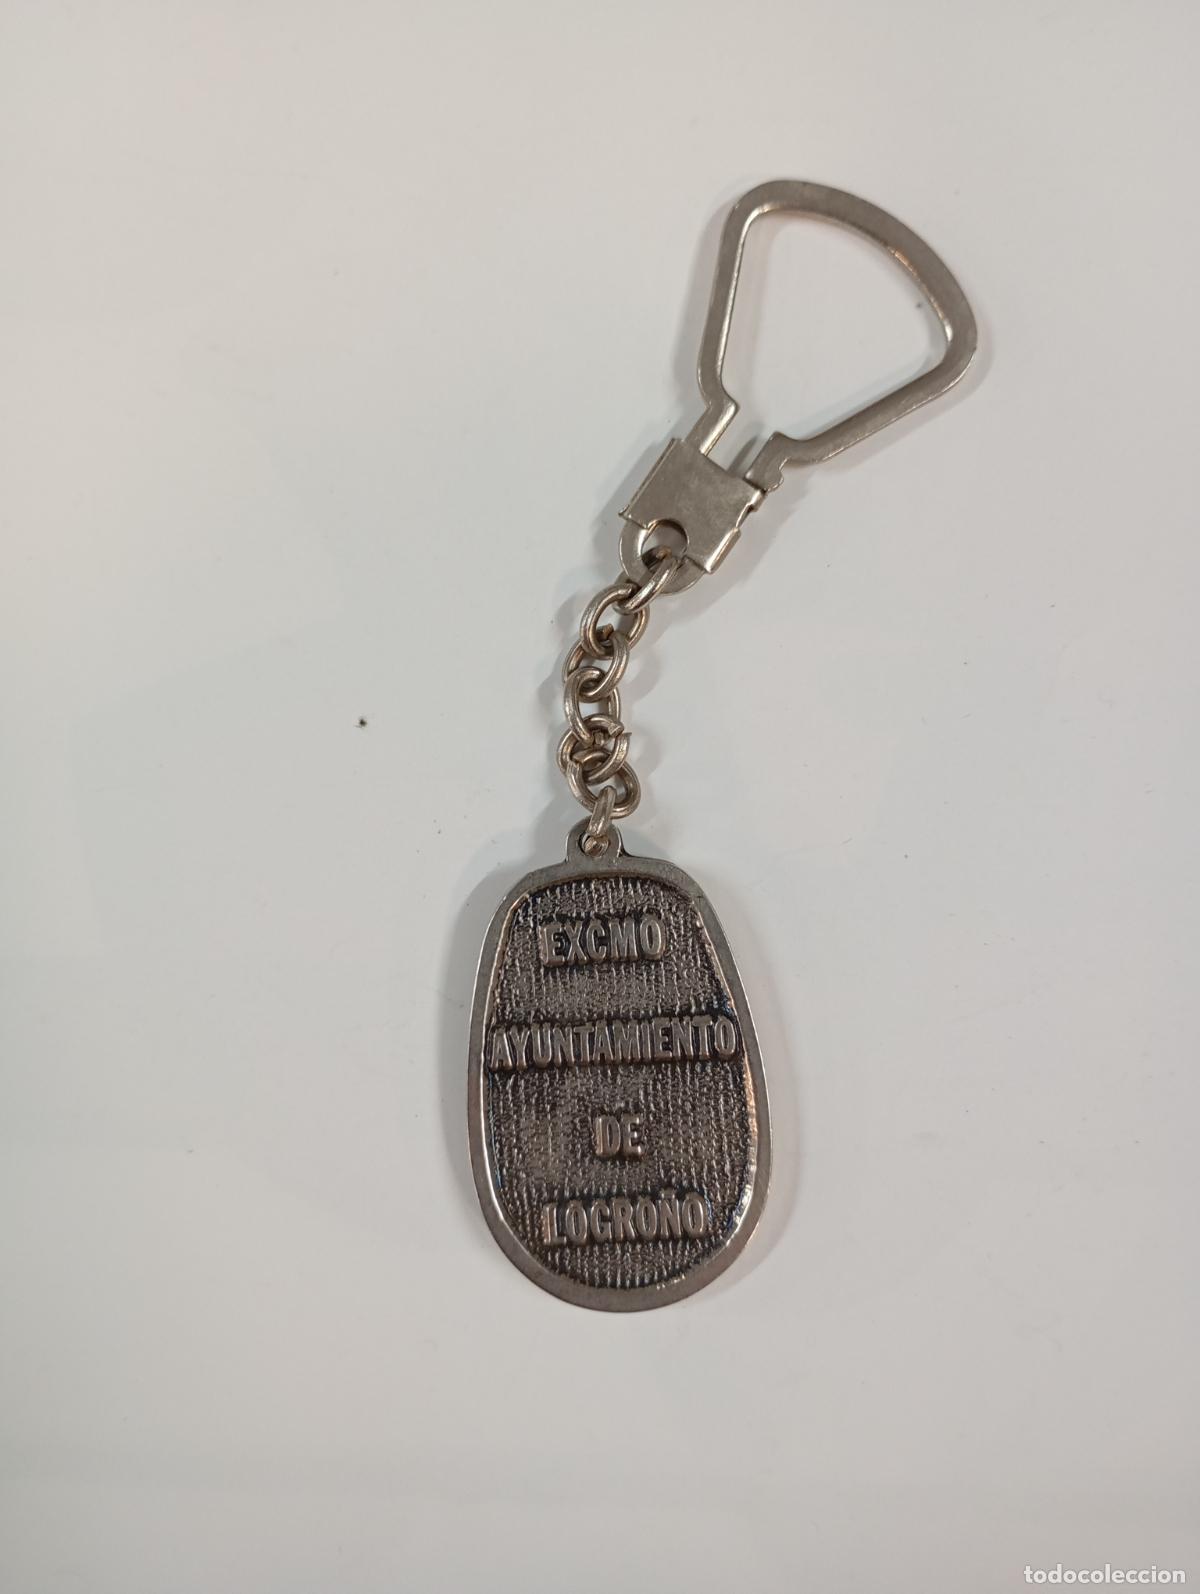 EXCMO
AYUNTAMIENTO
DE
LOGROÑO
todocoleccion